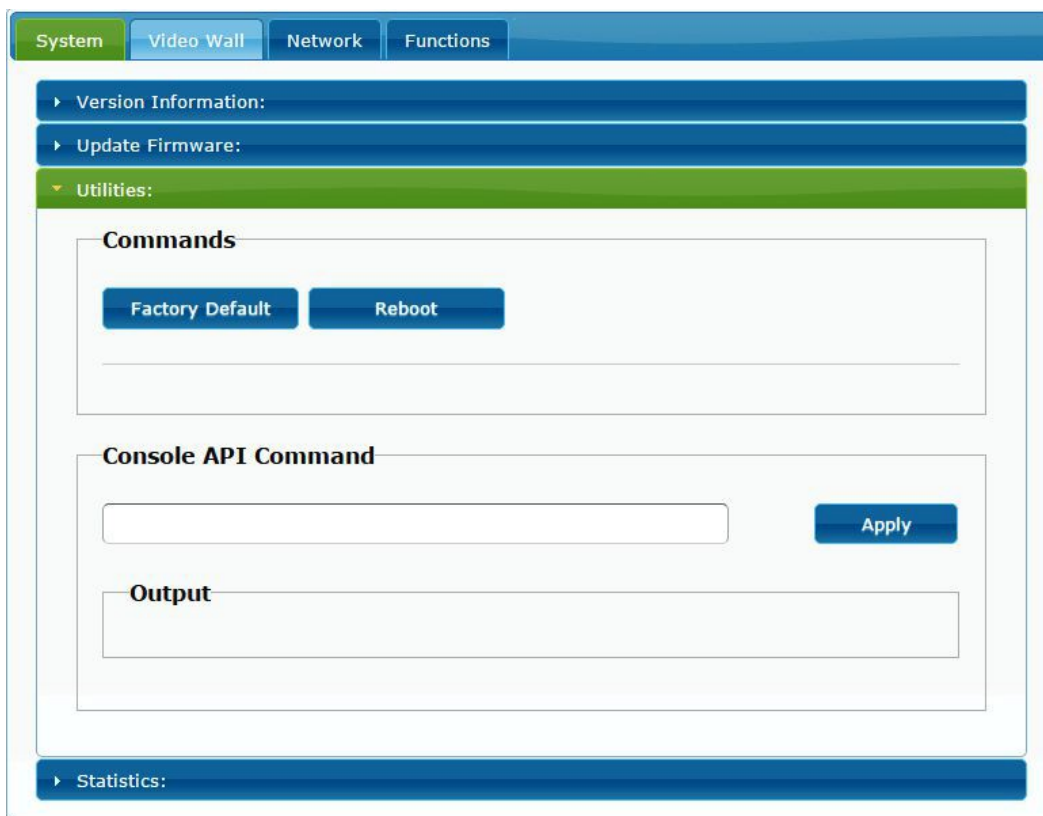 System Video Wall Network Functions
Version Information:
Update Firmware:
Utilities:
Commands
Factory Default Reboot
Console API Command
Apply
Output
Statistics: